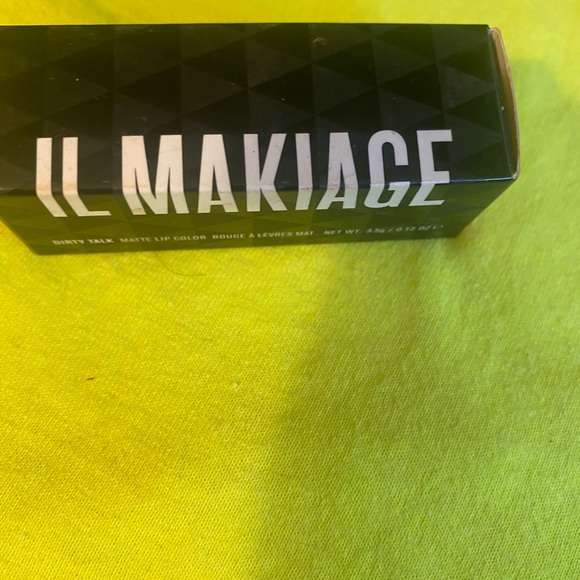 IL MAKIAGE
DIRTY TALK MATTE LIP COLOR ROUGE À LÈVRES MAT NET WT. 3.5g / 0.12 OZ